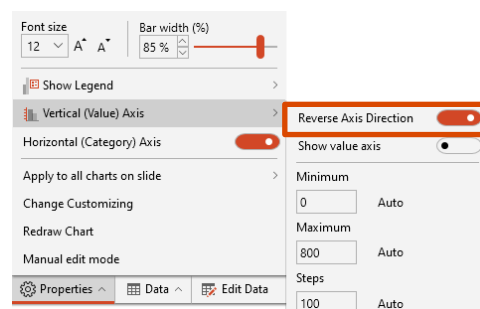 Font size
Bar width (%)
12
A A
85 %
Show Legend
Vertical (Value) Axis
Horizontal (Category) Axis
Apply to all charts on slide
Change Customizing
Redraw Chart
Manual edit mode
Properties
Data
Edit Data
Reverse Axis Direction
Show value axis
Minimum
0 Auto
Maximum
800 Auto
Steps
100 Auto